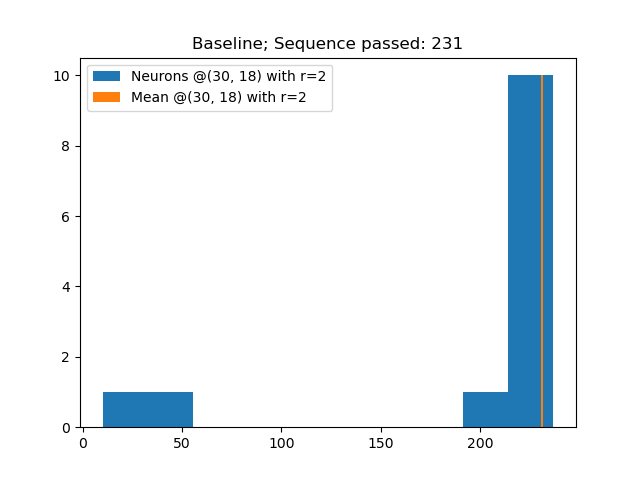 Baseline; Sequence passed: 231
Neurons @(30, 18) with r=2
Mean @(30, 18) with r=2
10
8
6
4
2
0
0 50 100 150 200